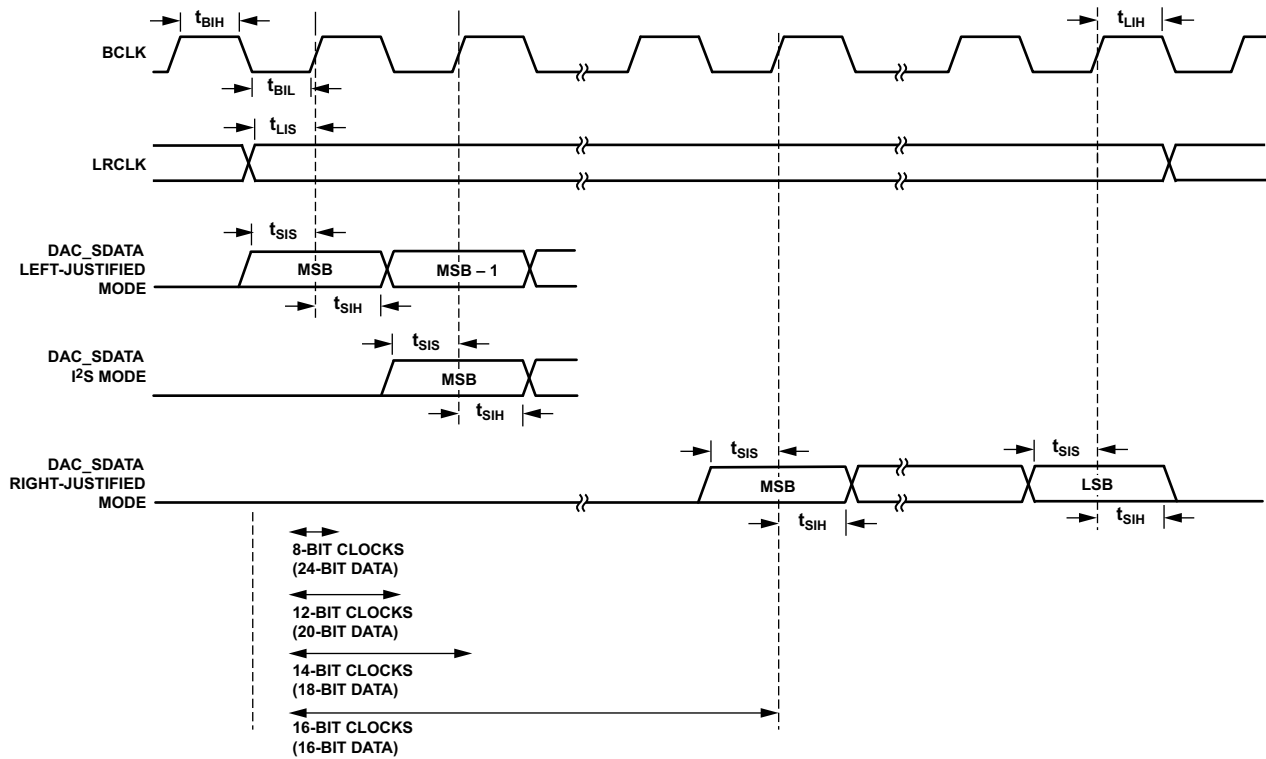 tBIH
tLIH
BCLK
tBIL
tLIS
LRCLK
tSIS
DAC_SDATA
LEFT-JUSTIFIED
MODE
MSB
MSB – 1
tSIH
tSIS
DAC_SDATA
I2S MODE
MSB
tSIH
tSIS
tSIS
DAC_SDATA
RIGHT-JUSTIFIED
MODE
MSB
LSB
tSIH
tSIH
8-BIT CLOCKS
(24-BIT DATA)
12-BIT CLOCKS
(20-BIT DATA)
14-BIT CLOCKS
(18-BIT DATA)
16-BIT CLOCKS
(16-BIT DATA)